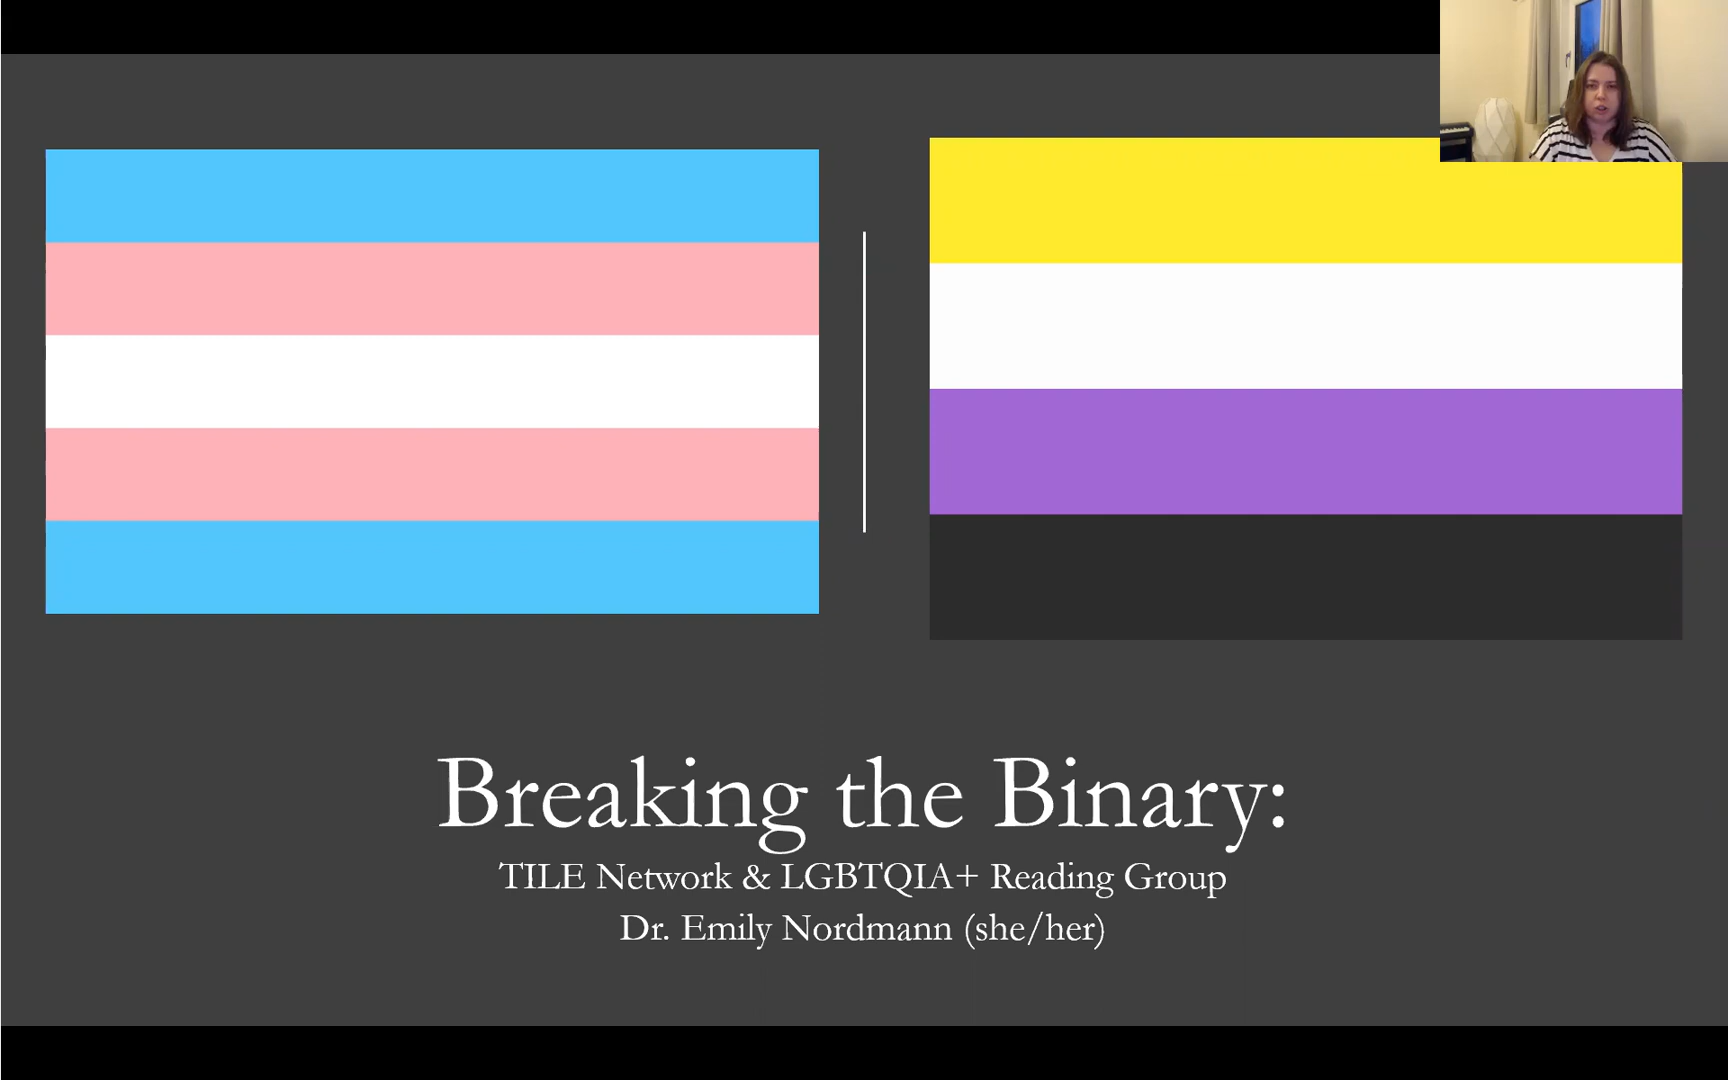 Breaking the Binary:
TILE Network & LGBTQIA+ Reading Group
Dr. Emily Nordmann (she/her)